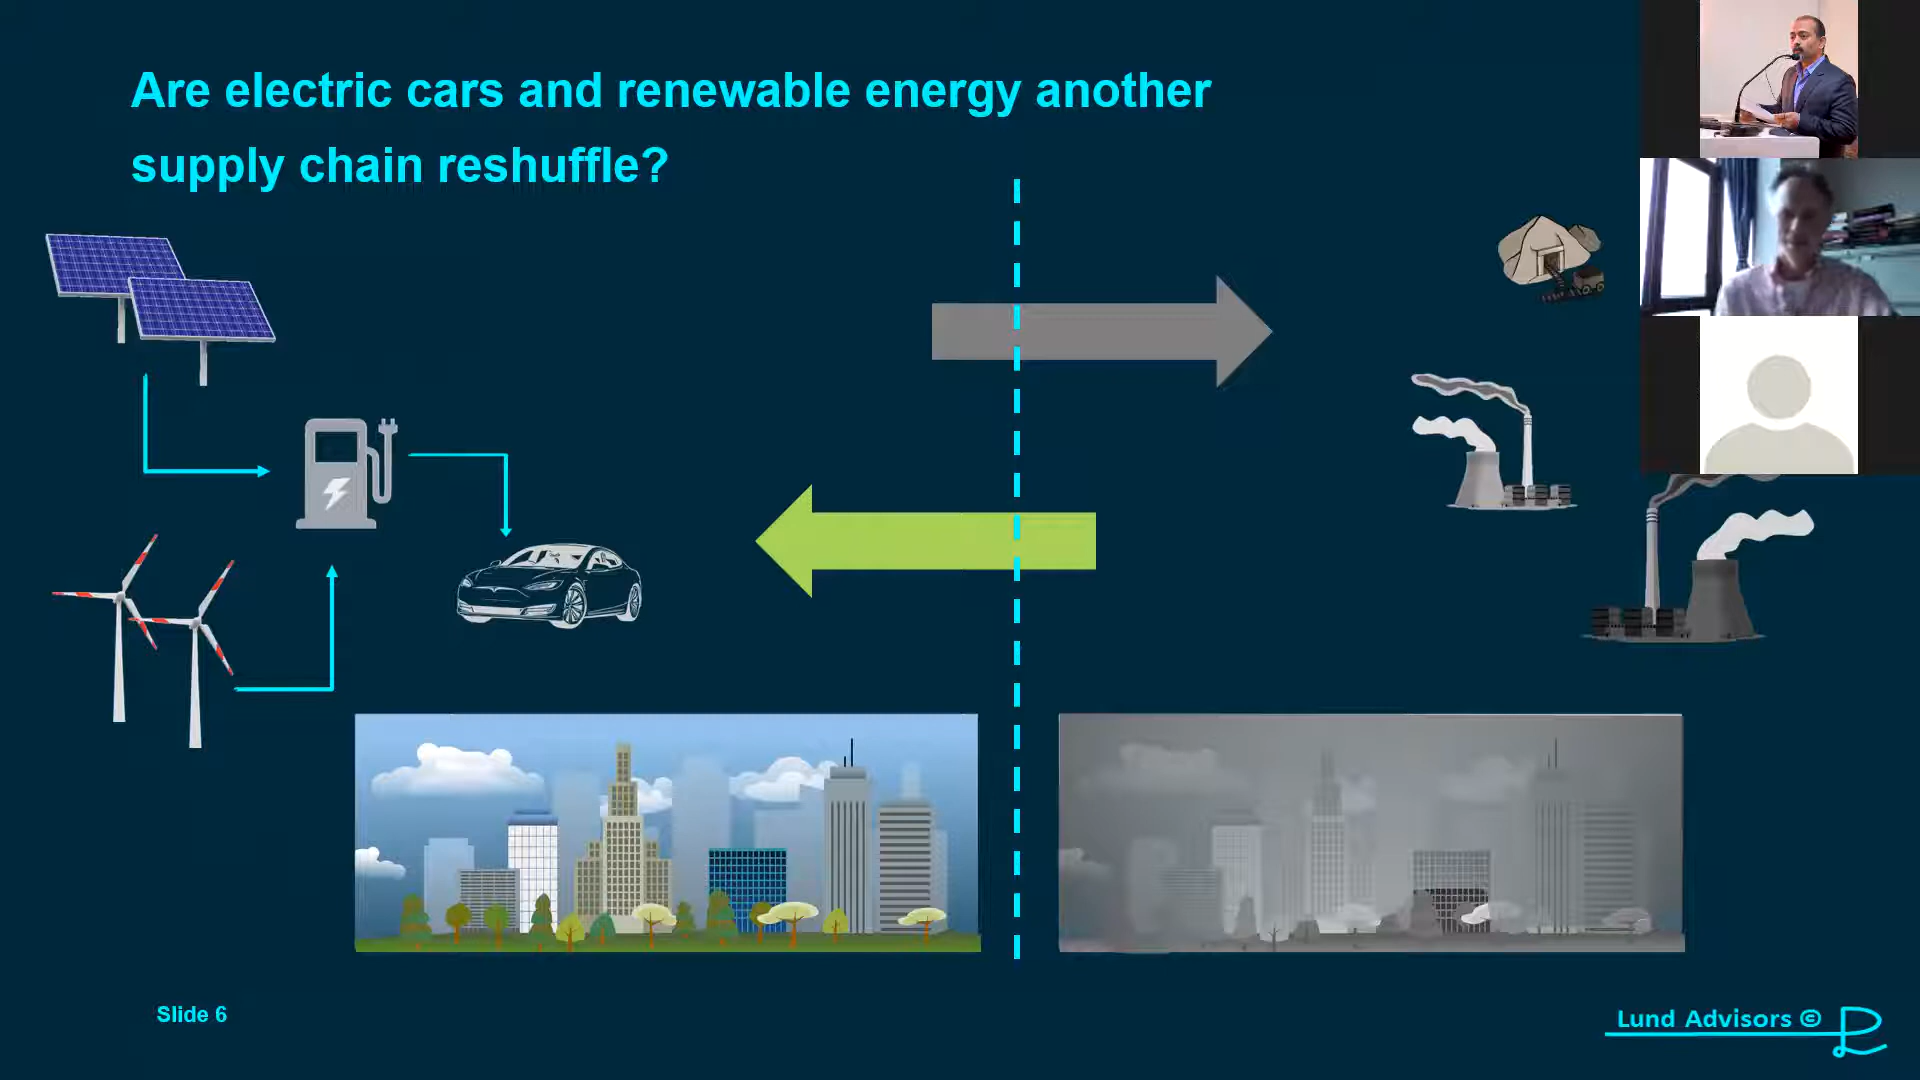 Are electric cars and renewable energy another
supply chain reshuffle?
Slide 6
Lund Advisors ©